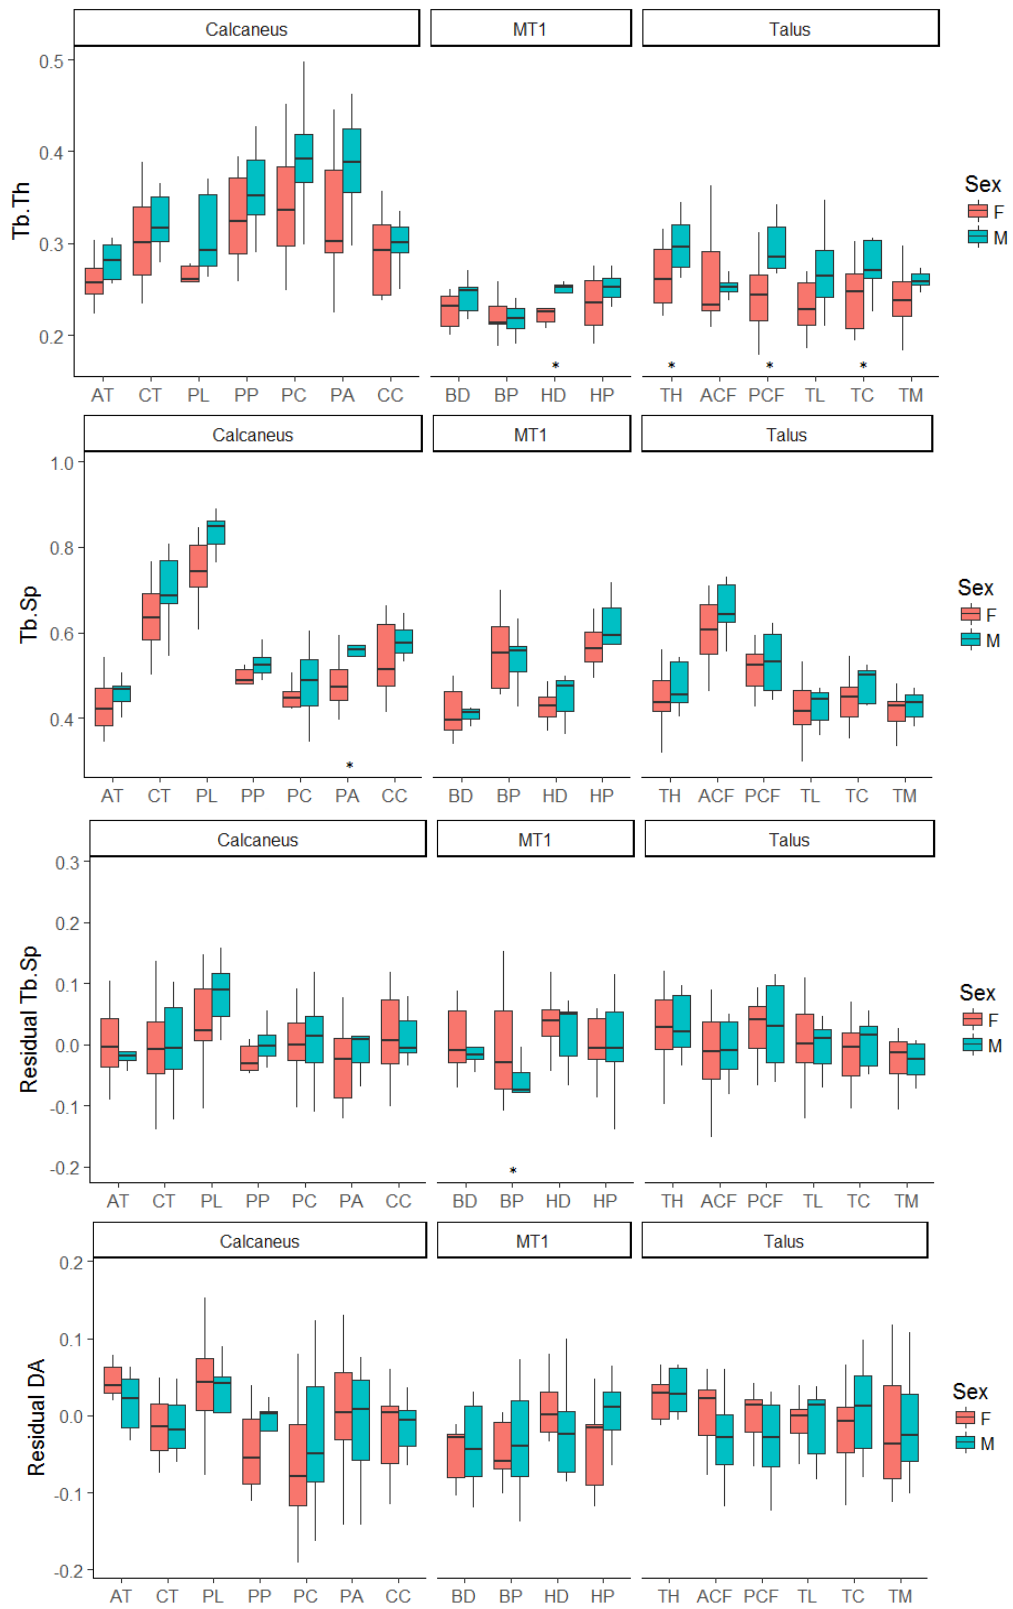 Calcaneus MT1 Talus
Tb.Th
0.5
0.4
0.3
0.2
Sex
F
M
* * * *
AT CT PL PP PC PA CC BD BP HD HP TH ACF PCF TL TC TM
Calcaneus MT1 Talus
Tb.Sp
1.0
0.8
0.6
0.4
Sex
F
M
*
AT CT PL PP PC PA CC BD BP HD HP TH ACF PCF TL TC TM
Calcaneus MT1 Talus
Residual Tb.Sp
0.3
0.2
0.1
0.0
-0.1
-0.2
Sex
F
M
*
AT CT PL PP PC PA CC BD BP HD HP TH ACF PCF TL TC TM
Calcaneus MT1 Talus
Residual DA
0.2
0.1
0.0
-0.1
-0.2
Sex
F
M
AT CT PL PP PC PA CC BD BP HD HP TH ACF PCF TL TC TM